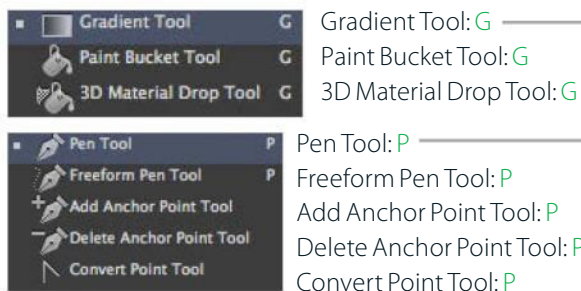 Gradient Tool G
Paint Bucket Tool G
3D Material Drop Tool G
Gradient Tool: G
Paint Bucket Tool: G
3D Material Drop Tool: G
Pen Tool P
Freeform Pen Tool P
Add Anchor Point Tool
Delete Anchor Point Tool
Convert Point Tool
Pen Tool: P
Freeform Pen Tool: P
Add Anchor Point Tool: P
Delete Anchor Point Tool: P
Convert Point Tool: P